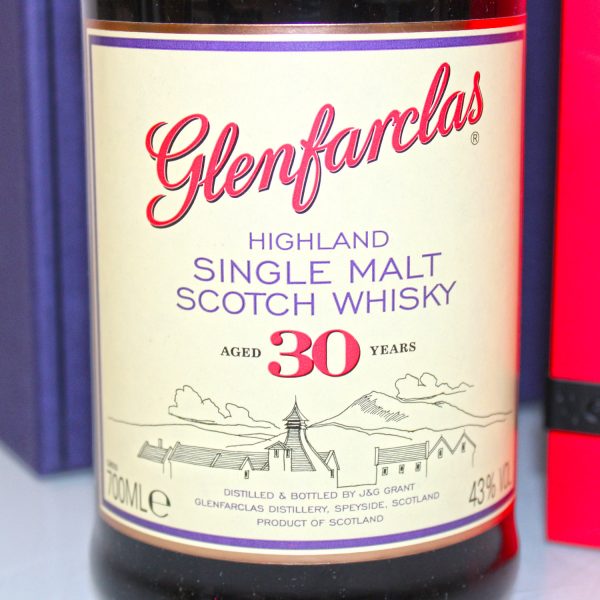 Glenfarclas®
HIGHLAND
SINGLE MALT
SCOTCH WHISKY
AGED 30 YEARS
700ML℮
DISTILLED & BOTTLED BY J&G GRANT
GLENFARCLAS DISTILLERY, SPEYSIDE, SCOTLAND
PRODUCT OF SCOTLAND
43% VOL